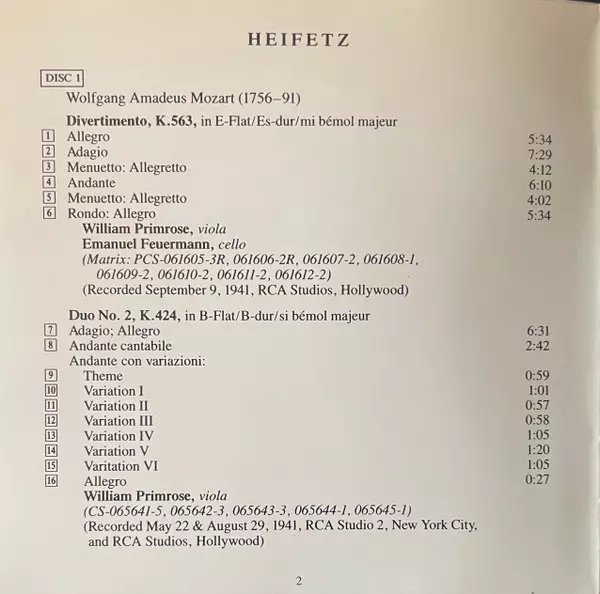 HEIFETZ
DISC 1
Wolfgang Amadeus Mozart (1756–91)
Divertimento, K.563, in E-Flat/Es-dur/mi bémol majeur
1 Allegro 5:34
2 Adagio 7:29
3 Menuetto: Allegretto 4:12
4 Andante 6:10
5 Menuetto: Allegretto 4:02
6 Rondo: Allegro 5:34
William Primrose, viola
Emanuel Feuermann, cello
(Matrix: PCS-061605-3R, 061606-2R, 061607-2, 061608-1,
061609-2, 061610-2, 061611-2, 061612-2)
(Recorded September 9, 1941, RCA Studios, Hollywood)
Duo No. 2, K.424, in B-Flat/B-dur/si bémol majeur
7 Adagio; Allegro 6:31
8 Andante cantabile 2:42
Andante con variazioni:
9 Theme 0:59
10 Variation I 1:01
11 Variation II 0:57
12 Variation III 0:58
13 Variation IV 1:05
14 Variation V 1:20
15 Varitation VI 1:05
16 Allegro 0:27
William Primrose, viola
(CS-065641-5, 065642-3, 065643-3, 065644-1, 065645-1)
(Recorded May 22 & August 29, 1941, RCA Studio 2, New York City,
and RCA Studios, Hollywood)
2